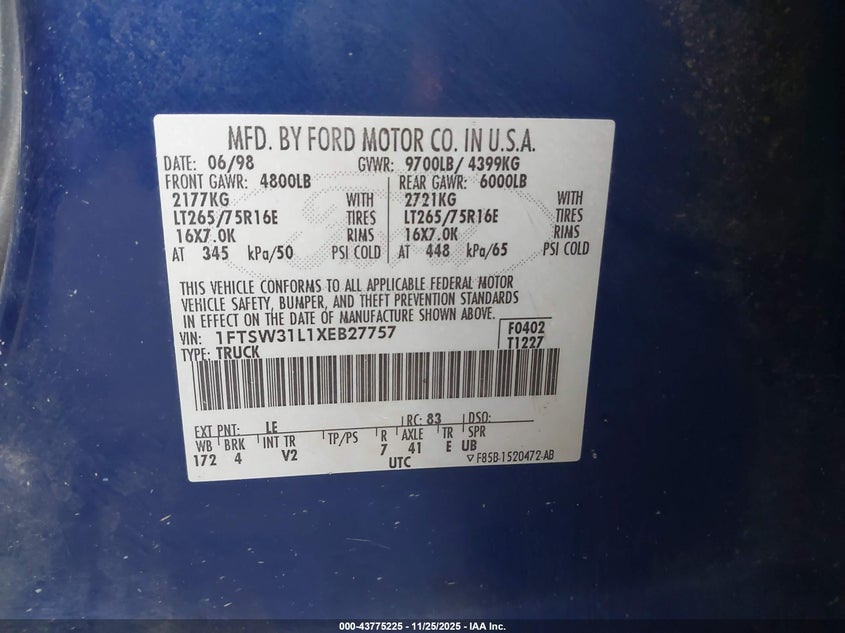 MFD. BY FORD MOTOR CO. IN U.S.A.
DATE: 06/98 GVWR: 9700LB/ 4399KG
FRONT GAWR: 4800LB REAR GAWR: 6000LB
2177KG WITH 2721KG WITH
LT265/75R16E TIRES LT265/75R16E TIRES
16X7.0K RIMS 16X7.0K RIMS
AT 345 kPa/50 PSI COLD AT 448 kPa/65 PSI COLD
THIS VEHICLE CONFORMS TO ALL APPLICABLE FEDERAL MOTOR
VEHICLE SAFETY, BUMPER, AND THEFT PREVENTION STANDARDS
IN EFFECT ON THE DATE OF MANUFACTURE SHOWN ABOVE.
VIN: 1FTSW31L1XEB27757 F0402
TYPE: TRUCK T1227
EXT PNT: LE RC: 83 DSO:
WB BRK INT TR TP/PS R AXLE TR SPR
172 4 V2 7 41 E UB
UTC ▽F85B-1520472-AB
000-43775225 - 11/25/2025 - IAA Inc.